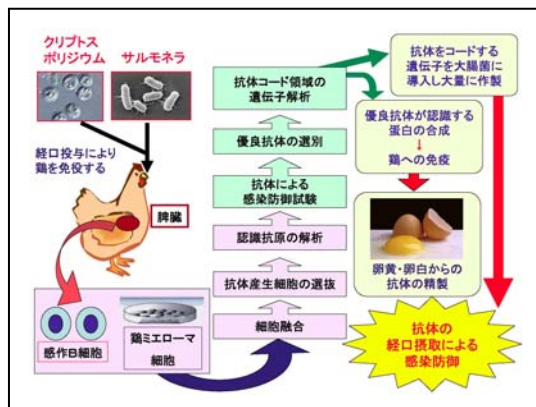 クリプトス
ポリジウム
サルモネラ
経口投与により
鶏を免疫する
脾臓
感作B細胞
鶏ミエローマ
細胞
抗体コード領域の
遺伝子解析
優良抗体の選別
抗体による
感染防御試験
認識抗原の解析
抗体産生細胞の選抜
細胞融合
抗体をコードする
遺伝子を大腸菌に
導入し大量に作製
優良抗体が認識する
蛋白の合成
↓
鶏への免疫
卵黄・卵白からの
抗体の精製
抗体の
経口摂取による
感染防御